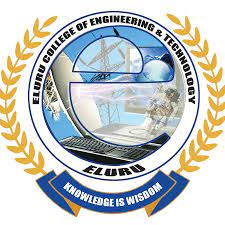 ELURU COLLEGE OF ENGINEERING & TECHNOLOGY
ELURU
KNOWLEDGE IS WISDOM